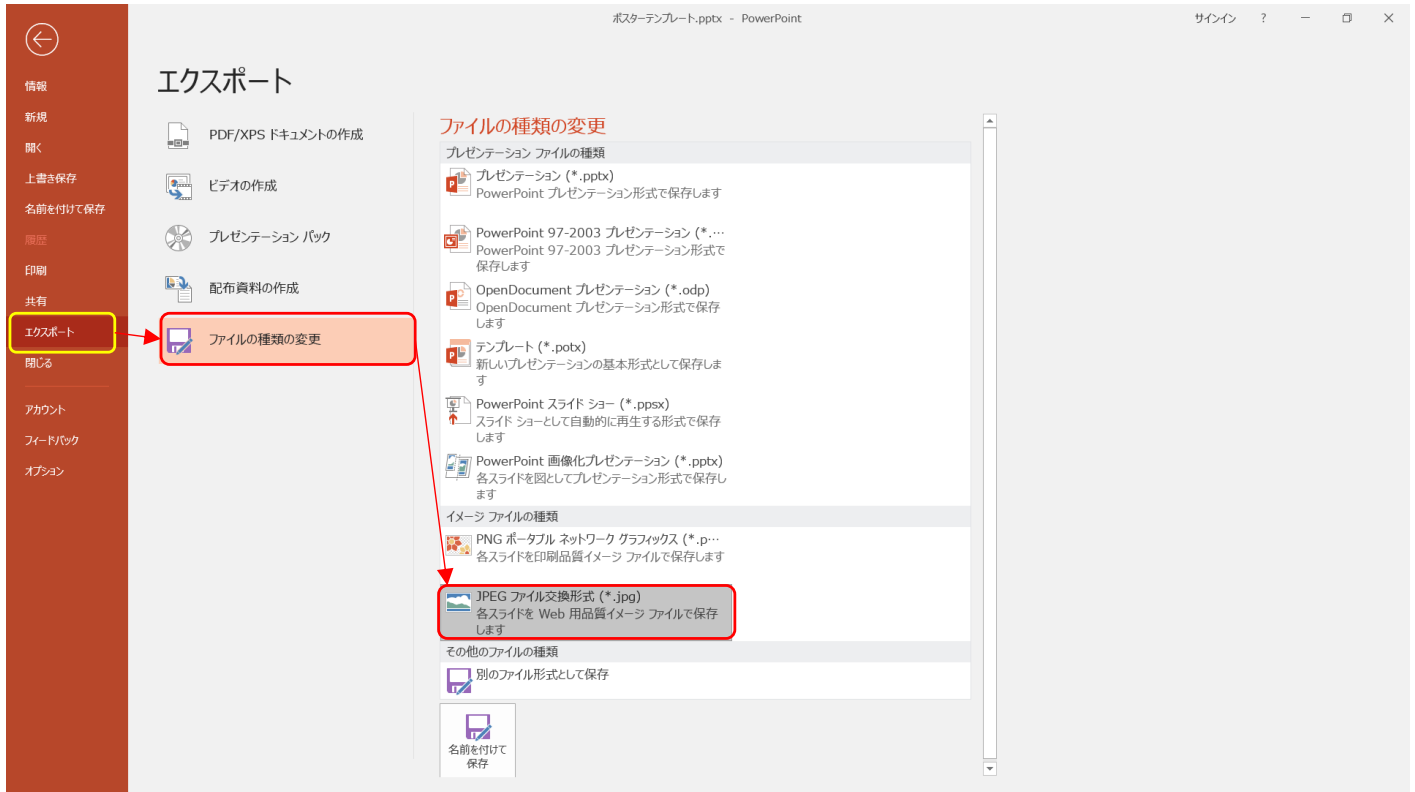 ポスターテンプレート.pptx - PowerPoint
サインイン ?
情報
新規
開く
上書き保存
名前を付けて保存
履歴
印刷
共有
エクスポート
閉じる
アカウント
フィードバック
オプション
エクスポート
PDF/XPS ドキュメントの作成
ビデオの作成
プレゼンテーション パック
配布資料の作成
ファイルの種類の変更
ファイルの種類の変更
プレゼンテーション ファイルの種類
プレゼンテーション (*.pptx)
PowerPoint プレゼンテーション形式で保存します
PowerPoint 97-2003 プレゼンテーション (*.…
PowerPoint 97-2003 プレゼンテーション形式で
保存します
OpenDocument プレゼンテーション (*.odp)
OpenDocument プレゼンテーション形式で保存
します
テンプレート (*.potx)
新しいプレゼンテーションの基本形式として保存しま
す
PowerPoint スライド ショー (*.ppsx)
スライド ショーとして自動的に再生する形式で保存
します
PowerPoint 画像化プレゼンテーション (*.pptx)
各スライドを図としてプレゼンテーション形式で保存し
ます
イメージ ファイルの種類
PNG ポータブル ネットワーク グラフィックス (*.p…
各スライドを印刷品質イメージ ファイルで保存します
JPEG ファイル交換形式 (*.jpg)
各スライドを Web 用品質イメージ ファイルで保存
します
その他のファイルの種類
別のファイル形式として保存
名前を付けて
保存